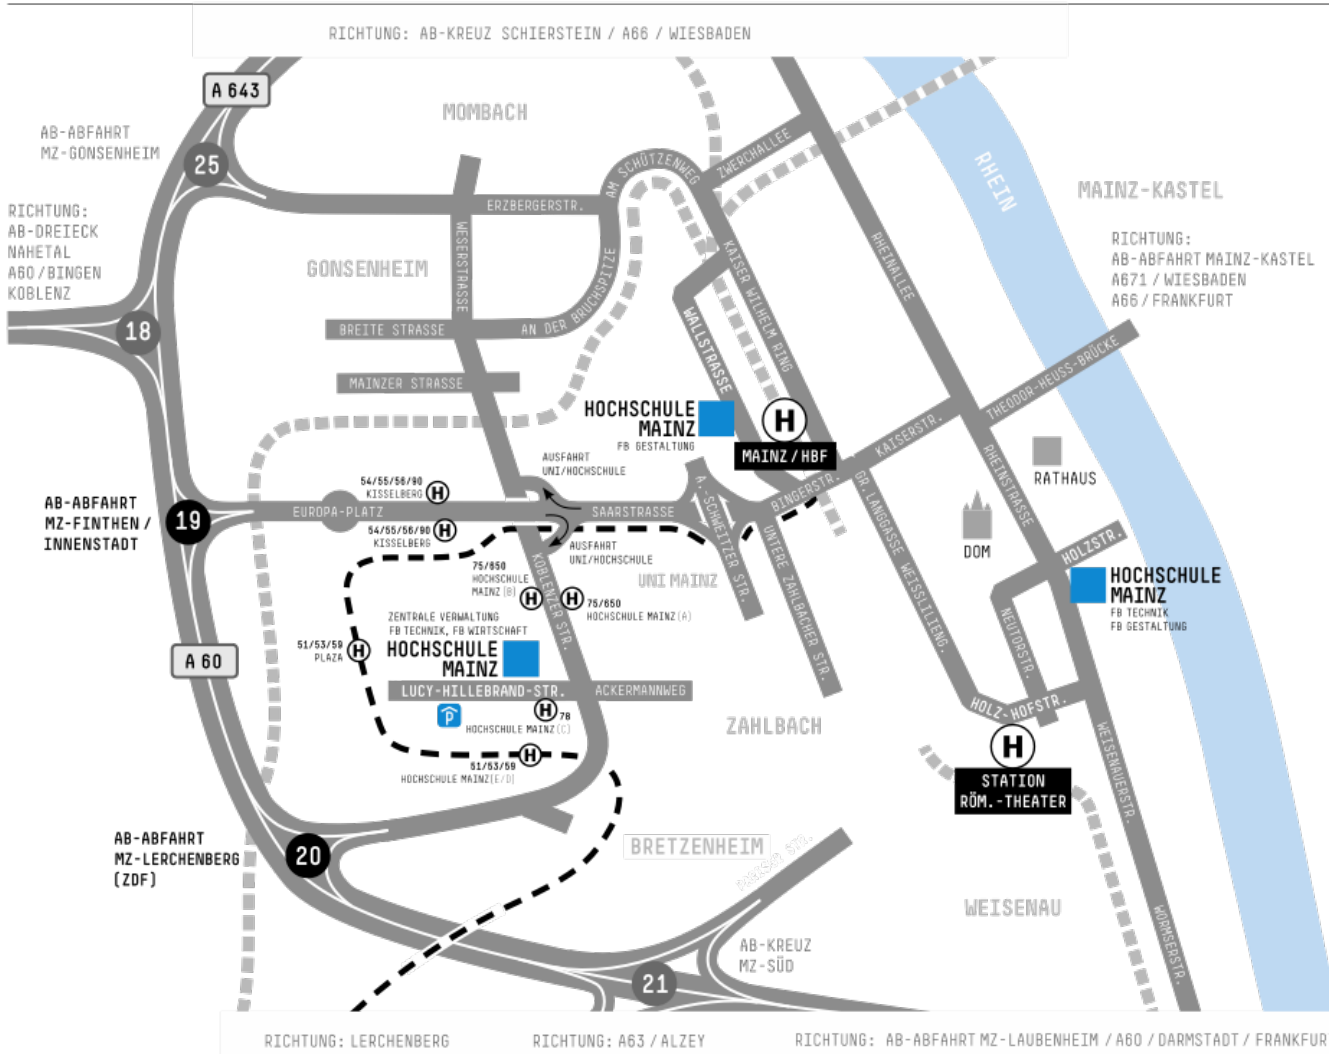 RICHTUNG: AB-KREUZ SCHIERSTEIN / A66 / WIESBADEN
A 643
MOMBACH
AB-ABFAHRT
MZ-GONSENHEIM
25
ZWERCHALLEE
AM SCHÜTZENWEG
RHEIN
MAINZ-KASTEL
ERZBERGERSTR.
RICHTUNG:
AB-DREIECK
NAHETAL
A60/BINGEN
KOBLENZ
WESERSTRASSE
GONSENHEIM
KAISER WILHELM RING
RHEINALLEE
RICHTUNG:
AB-ABFAHRT MAINZ-KASTEL
A671 / WIESBADEN
A66 / FRANKFURT
18
BREITE STRASSE
AN DER BRUCHSPITZE
WALLSTRASSE
THEODOR-HEUSS-BRÜCKE
MAINZER STRASSE
HOCHSCHULE
MAINZ
FB GESTALTUNG
H
MAINZ / HBF
KAISERSTR.
RHEINSTRASSE
RATHAUS
AUSFAHRT
UNI/HOCHSCHULE
54/55/56/90
KISSELBERG
H
A.-SCHWEITZER STR.
BINGERSTR.
GR. LANGGASSE
WEISSLILIENG.
AB-ABFAHRT
MZ-FINTHEN /
INNENSTADT
19
EUROPA-PLATZ
SAARSTRASSE
54/55/56/90
KISSELBERG
H
AUSFAHRT
UNI/HOCHSCHULE
UNTERE ZAHLBACHER STR.
DOM
HOLZSTR.
KOBLENZER STR.
UNI MAINZ
75/650
HOCHSCHULE
MAINZ (B)
H
H
75/650
HOCHSCHULE MAINZ (A)
HOCHSCHULE
MAINZ
FB TECHNIK
FB GESTALTUNG
NEUTORSTR.
ZENTRALE VERWALTUNG
FB TECHNIK, FB WIRTSCHAFT
HOCHSCHULE
MAINZ
51/53/59
PLAZA
H
A 60
LUCY-HILLEBRAND-STR.
ACKERMANNWEG
P
H
78
HOCHSCHULE MAINZ (C)
HOLZ-HOFSTR.
ZAHLBACH
H
STATION
RÖM.-THEATER
WEISENAUERSTR.
H
51/53/59
HOCHSCHULE MAINZ (E/D)
AB-ABFAHRT
MZ-LERCHENBERG
(ZDF)
20
BRETZENHEIM
PARISER STR.
WEISENAU
WORMSERSTR.
AB-KREUZ
MZ-SÜD
21
RICHTUNG: LERCHENBERG
RICHTUNG: A63 / ALZEY
RICHTUNG: AB-ABFAHRT MZ-LAUBENHEIM / A60 / DARMSTADT / FRANKFUR